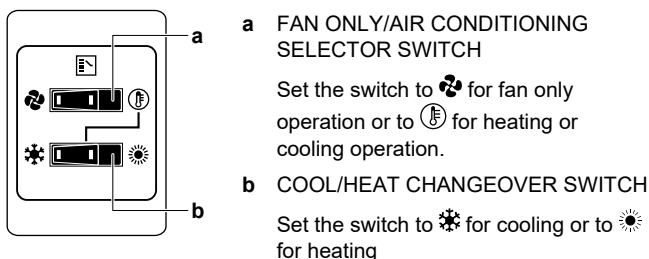 a
b
a FAN ONLY/AIR CONDITIONING
SELECTOR SWITCH
Set the switch to for fan only
operation or to for heating or
cooling operation.
b COOL/HEAT CHANGEOVER SWITCH
Set the switch to for cooling or to
for heating